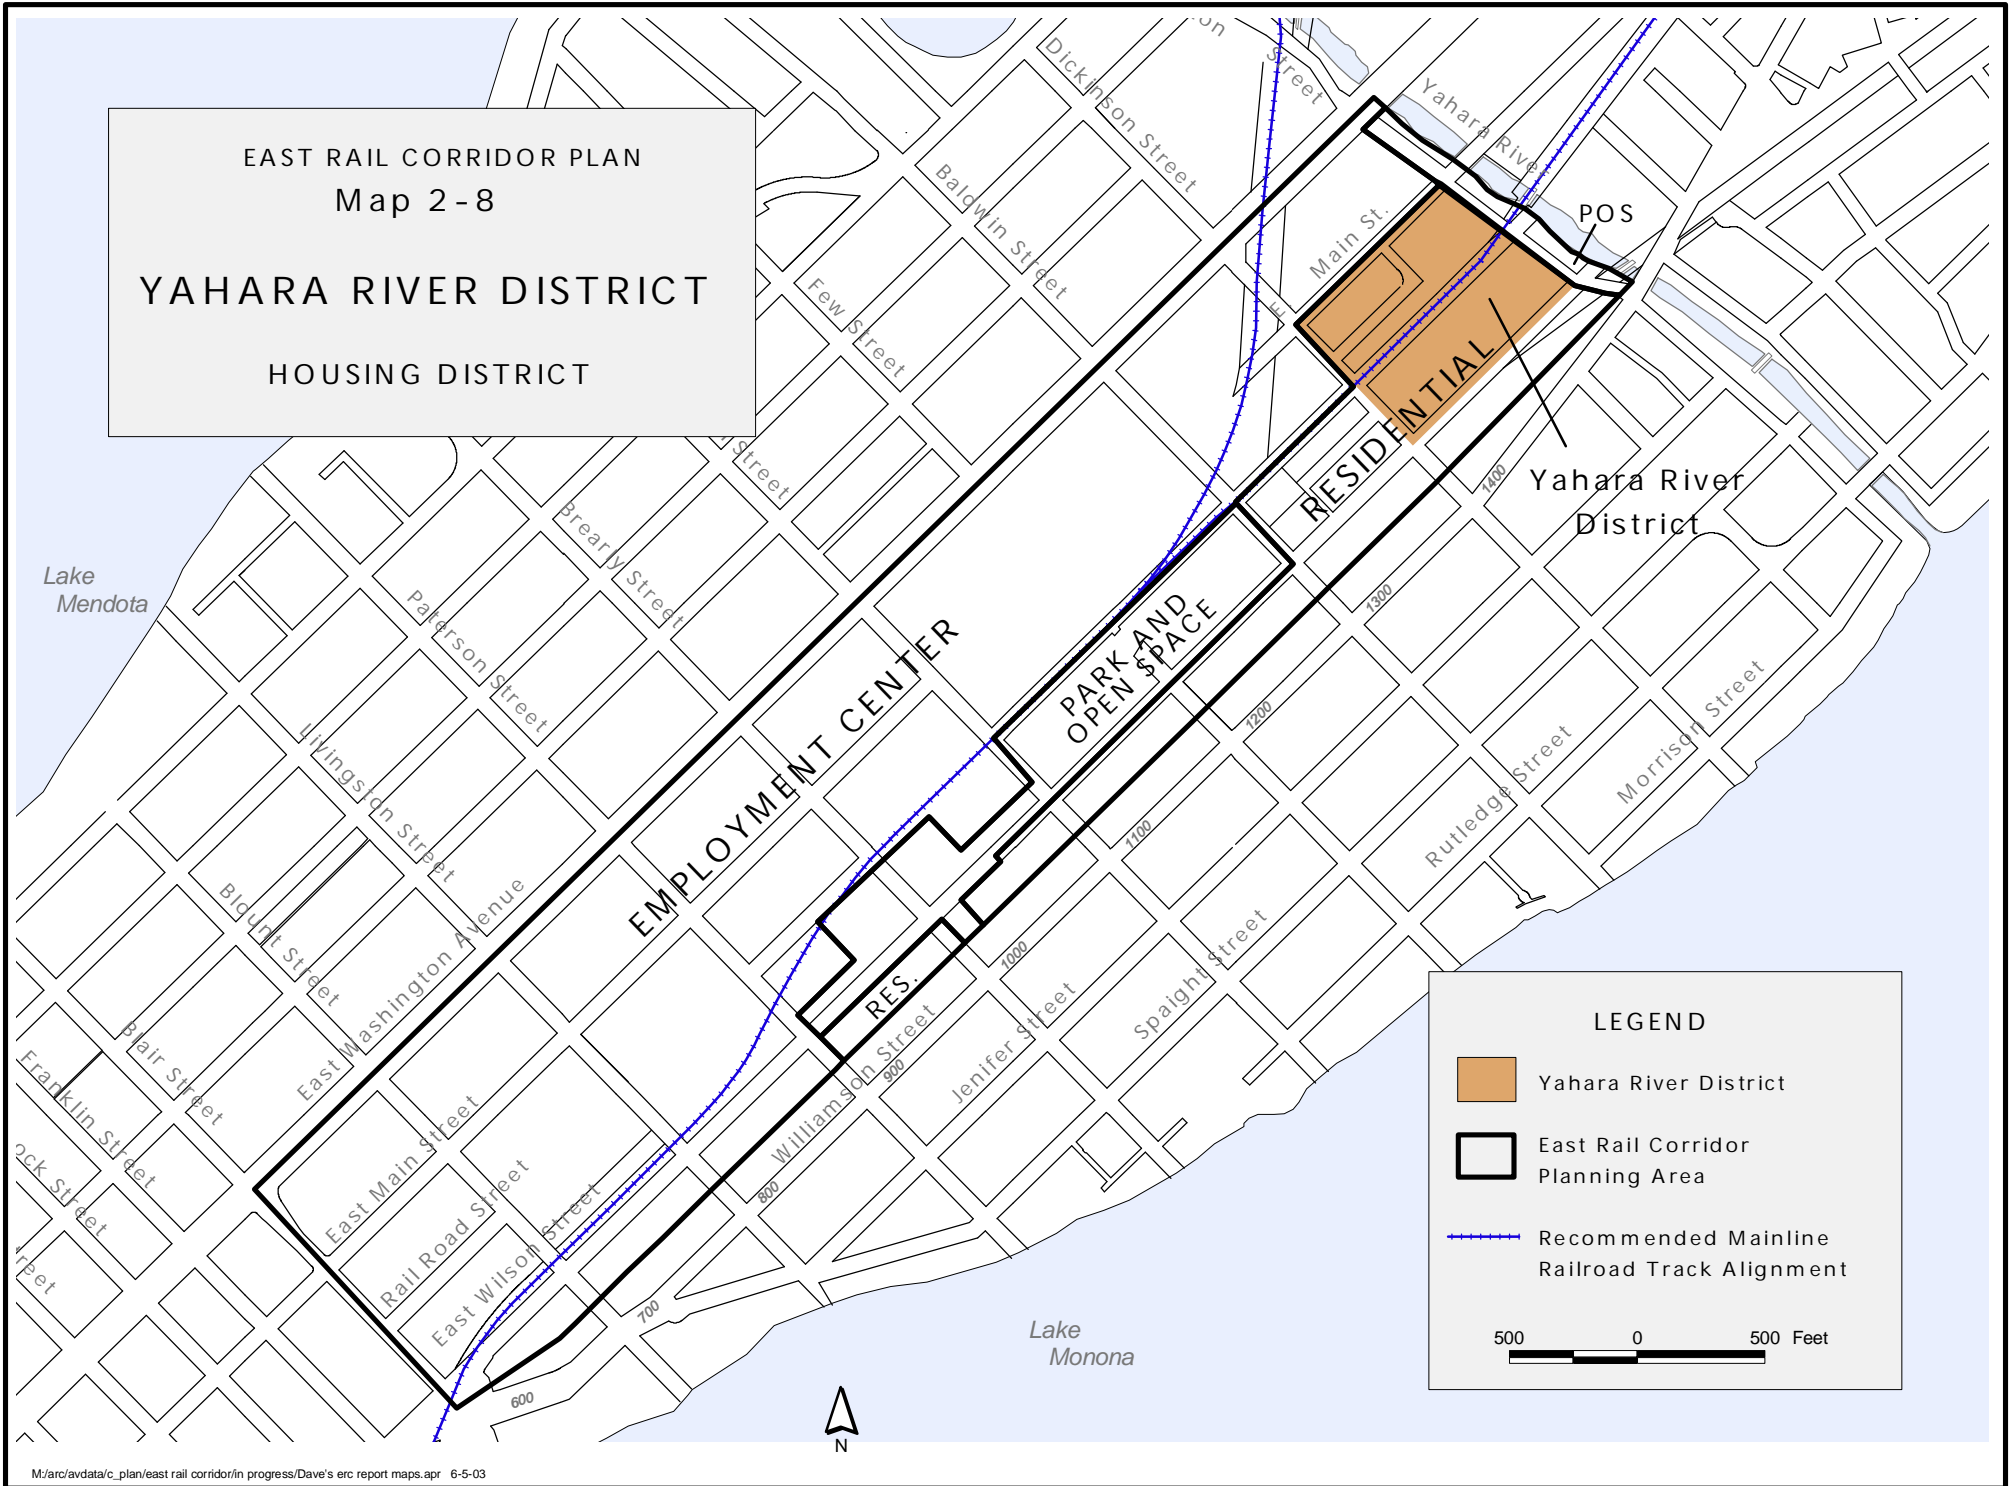 EAST RAIL CORRIDOR PLAN
Map 2-8
YAHARA RIVER DISTRICT
HOUSING DISTRICT
Street
Dickinson Street
Yahara River
POS
Main St.
E
Baldwin Street
Few Street
Street
Brearly Street
Paterson Street
Livingston Street
Blount Street
Blair Street
Franklin Street
Street
East Washington Avenue
East Main Street
Rail Road Street
East Wilson Street
Williamson Street
Jenifer Street
Spaight Street
Rutledge Street
Morrison Street
Lake
Mendota
EMPLOYMENT CENTER
PARK AND
OPEN SPACE
RESIDENTIAL
RES.
Yahara River
District
1400
1300
1200
1100
1000
900
800
700
600
Lake
Monona
N
LEGEND
Yahara River District
East Rail Corridor
Planning Area
Recommended Mainline
Railroad Track Alignment
500 0 500 Feet
M:/arc/avdata/c_plan/east rail corridor/in progress/Dave's erc report maps.apr 6-5-03